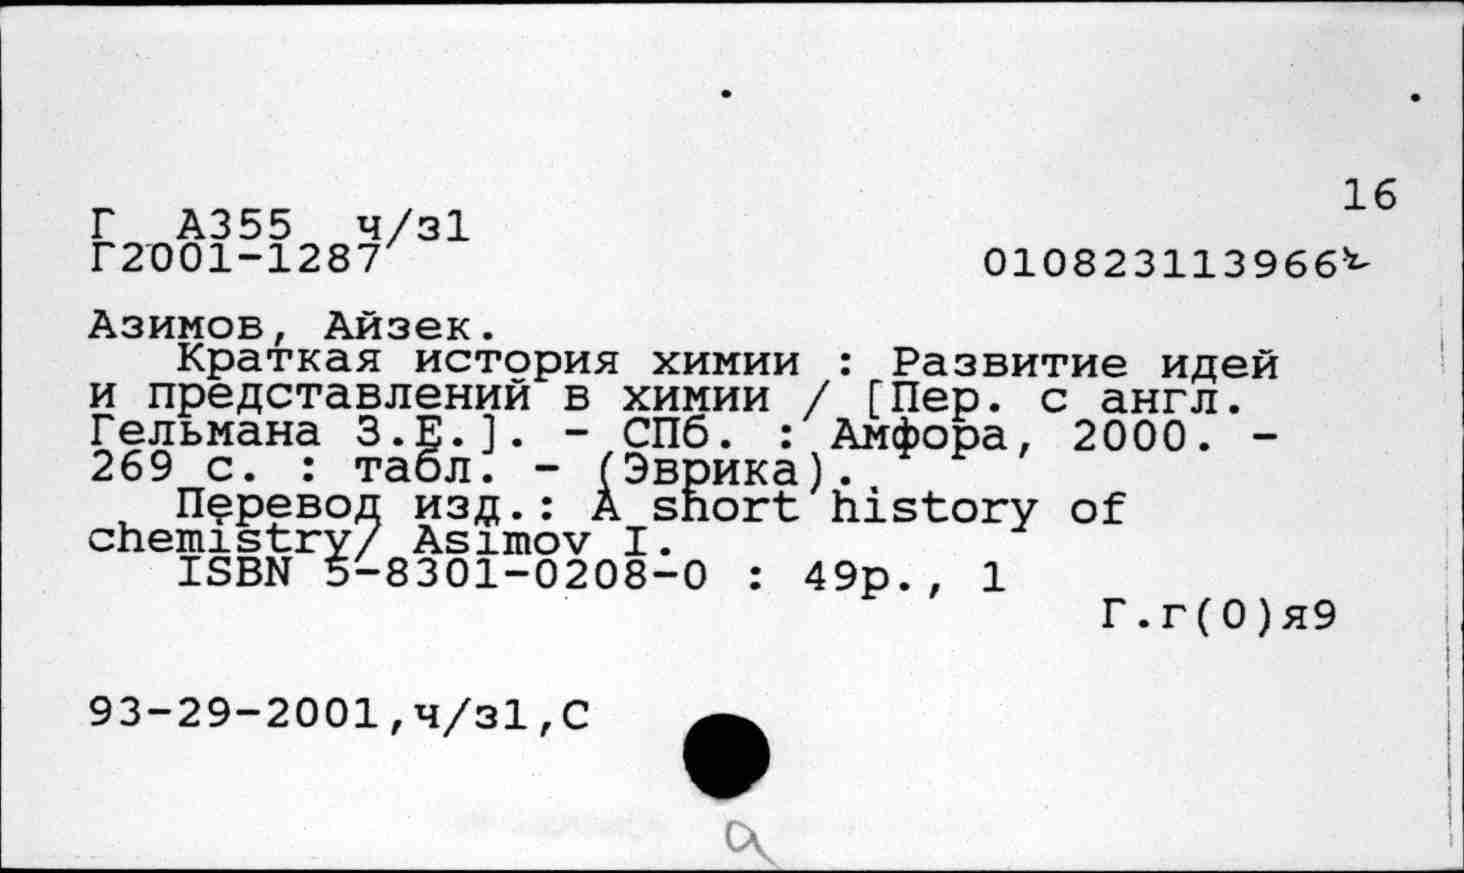 16
Г А355 ч/з1
Г2001-1287
010823113966
Азимов, Айзек.
Краткая история химии : Развитие идей
и представлений в химии / [Пер. с англ.
Гельмана З.Е.]. - СПб. : Амфора, 2000. -
269 с. : табл. - (Эврика).
Перевод изд.: A short history of
chemistry/ Asimov I.
ISBN 5-8301-0208-0 : 49р., 1
Г.г(0)я9
93-29-2001,ч/з1,С